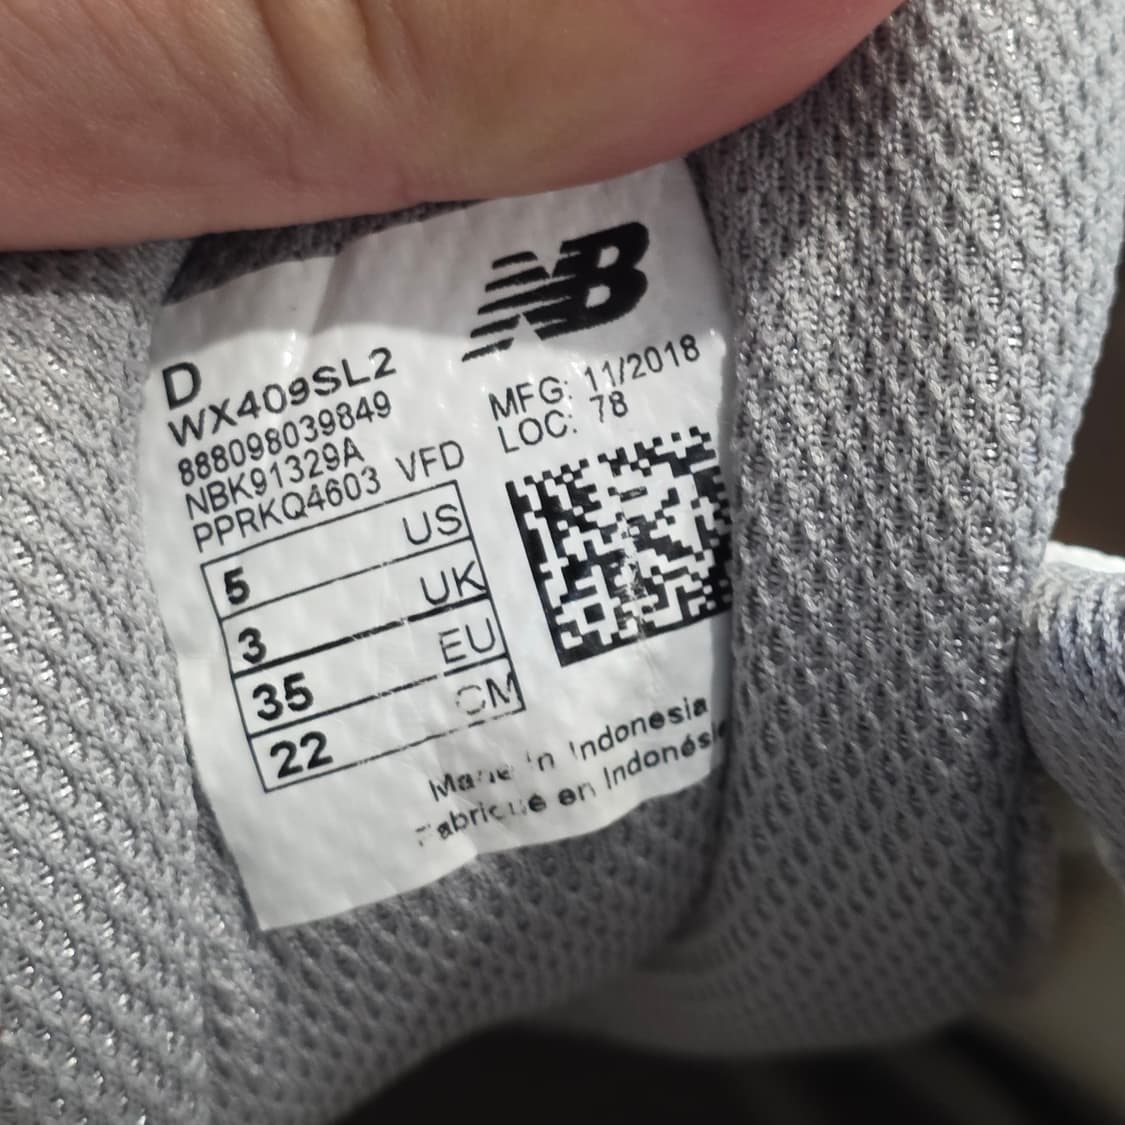 NB
D
WX409SL2
888098039849
NBK91329A
PPRKQ4603 VFD
MFG: 11/2018
LOC: 78
5 US
3 UK
35 EU
22 CM
Made in Indonesia
Fabriqué en Indonésie